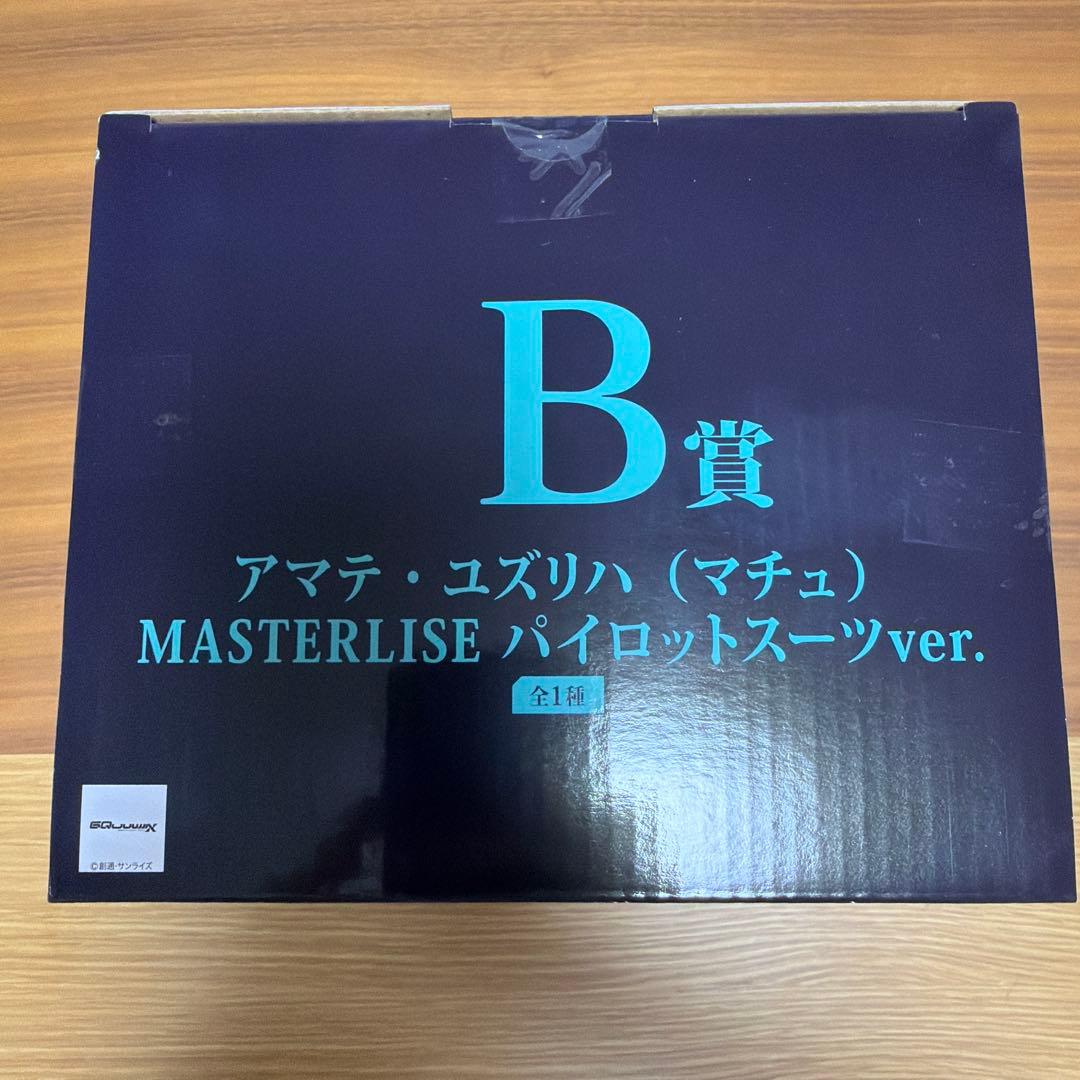 B賞
アマテ・ユズリハ（マチュ）
MASTERLISE パイロットスーツver.
全1種
GQuuuuuuX
©創通・サンライズ